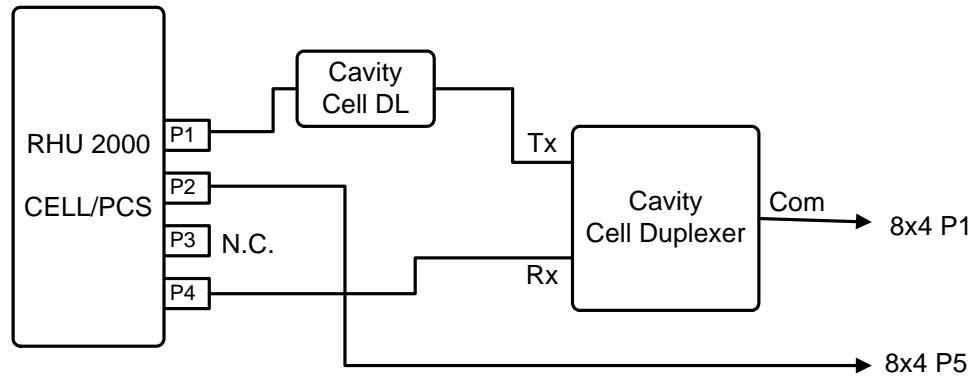 Cavity
Cell DL
RHU 2000
CELL/PCS
P1
P2
P3
N.C.
P4
Tx
Rx
Cavity
Cell Duplexer
Com
8x4 P1
8x4 P5